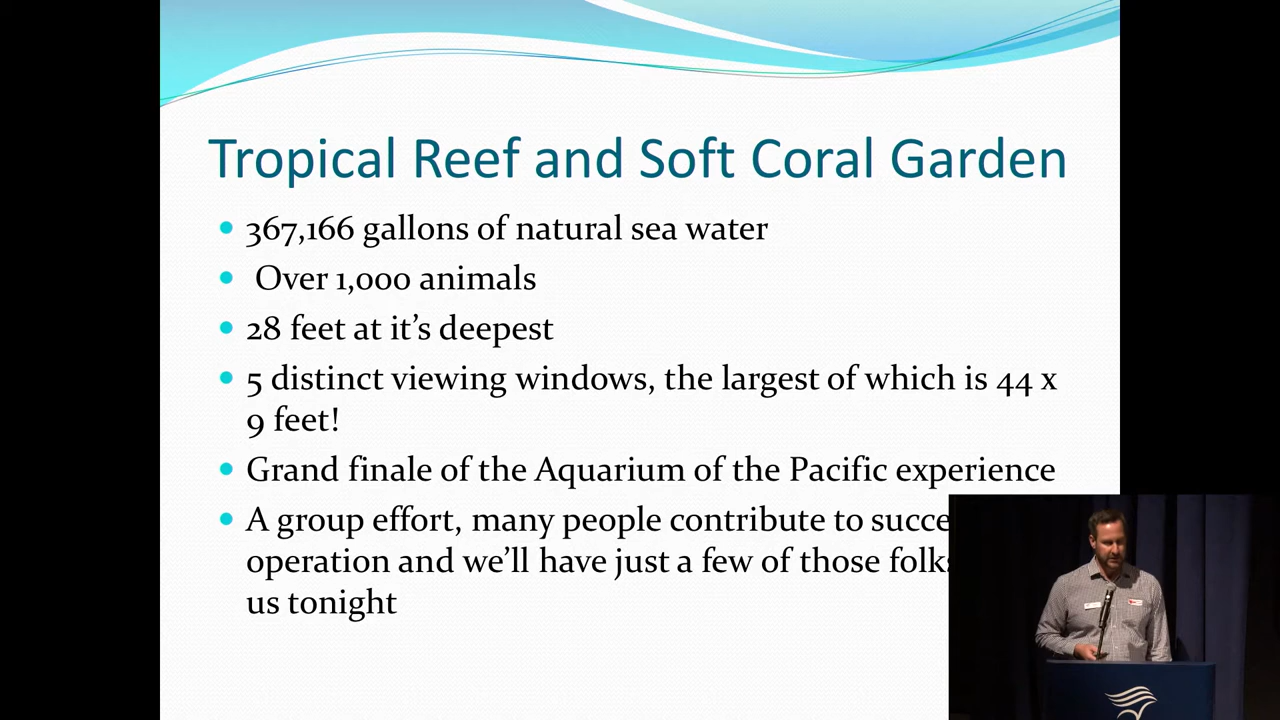 Tropical Reef and Soft Coral Garden
367,166 gallons of natural sea water
Over 1,000 animals
28 feet at it’s deepest
5 distinct viewing windows, the largest of which is 44 x
9 feet!
Grand finale of the Aquarium of the Pacific experience
A group effort, many people contribute to
operation and we’ll have just a few of those
us tonight